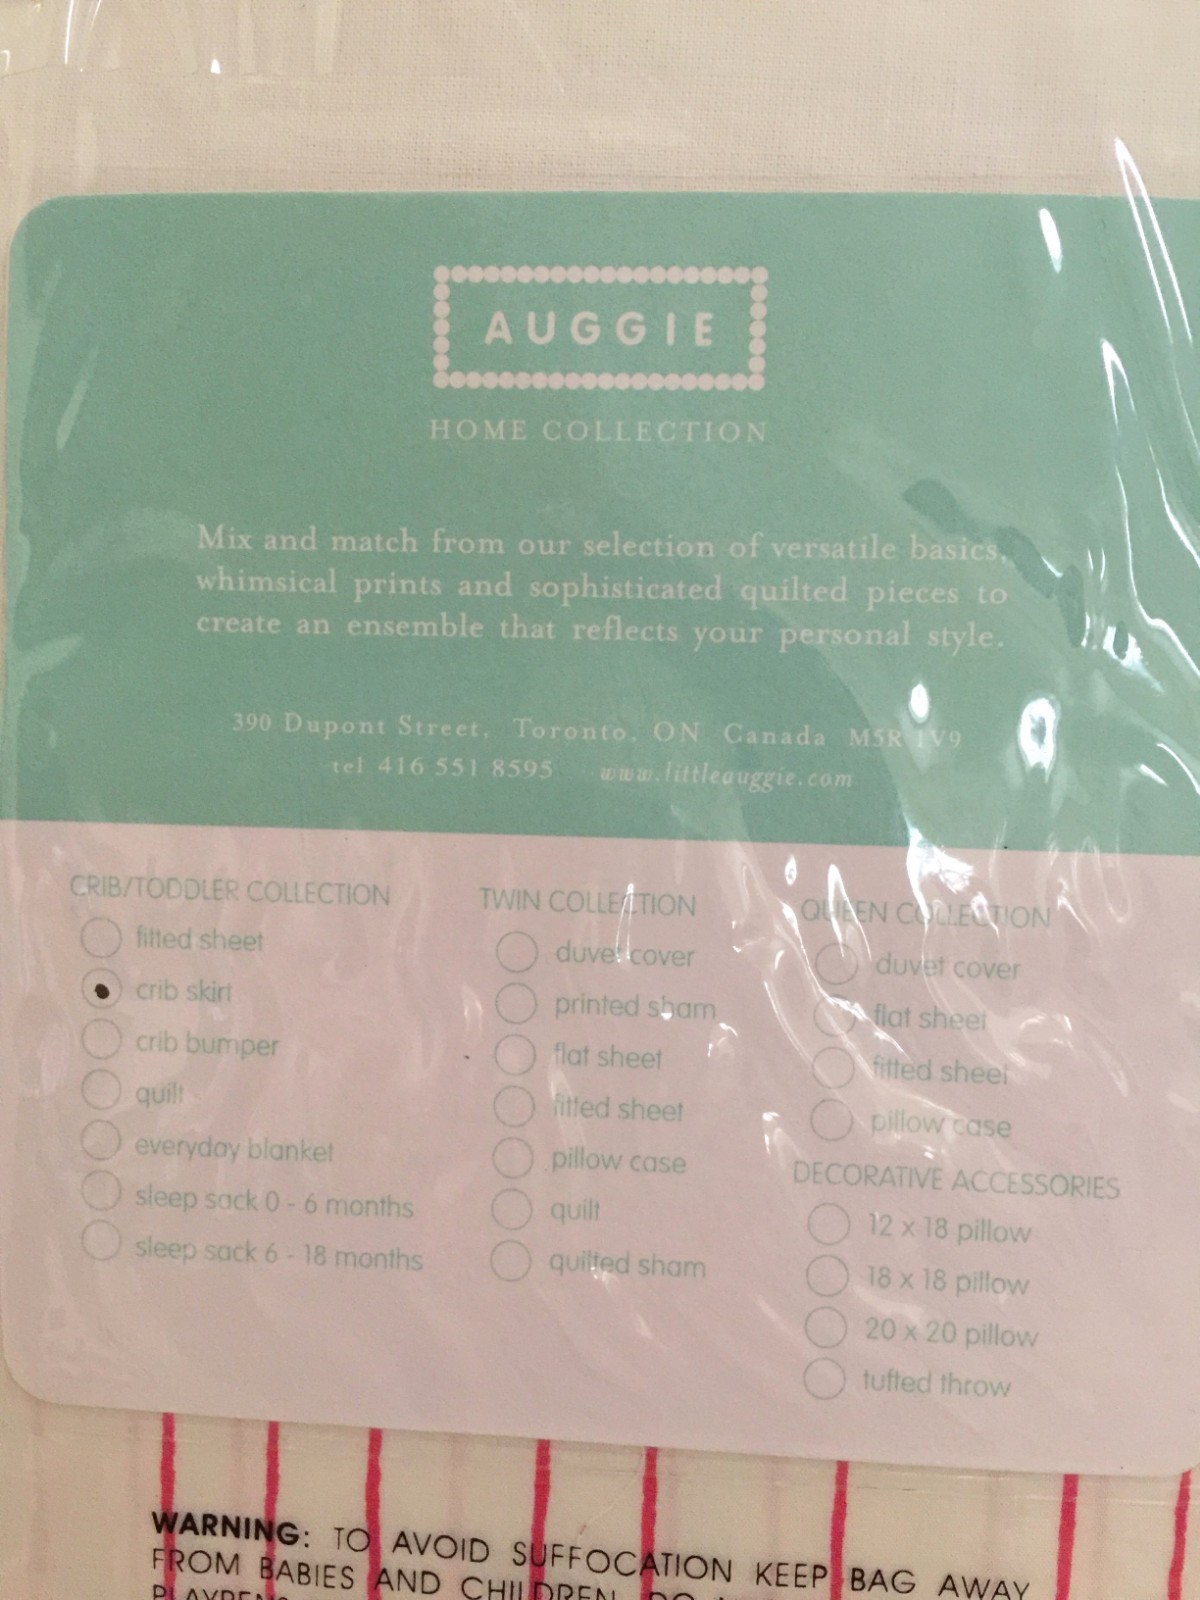 AUGGIE
HOME COLLECTION
Mix and match from our selection of versatile basics,
whimsical prints and sophisticated quilted pieces to
create an ensemble that reflects your personal style.
390 Dupont Street, Toronto, ON Canada M5R 1V9
tel 416 551 8595 www.littleauggie.com
CRIB/TODDLER COLLECTION
fitted sheet
crib skirt
crib bumper
quilt
everyday blanket
sleep sack 0 - 6 months
sleep sack 6 - 18 months
TWIN COLLECTION
duvet cover
printed sham
flat sheet
fitted sheet
pillow case
quilt
quilted sham
QUEEN COLLECTION
duvet cover
flat sheet
fitted sheet
pillow case
DECORATIVE ACCESSORIES
12 x 18 pillow
18 x 18 pillow
20 x 20 pillow
tufted throw
WARNING: TO AVOID SUFFOCATION KEEP BAG AWAY
FROM BABIES AND CHILDREN. DO